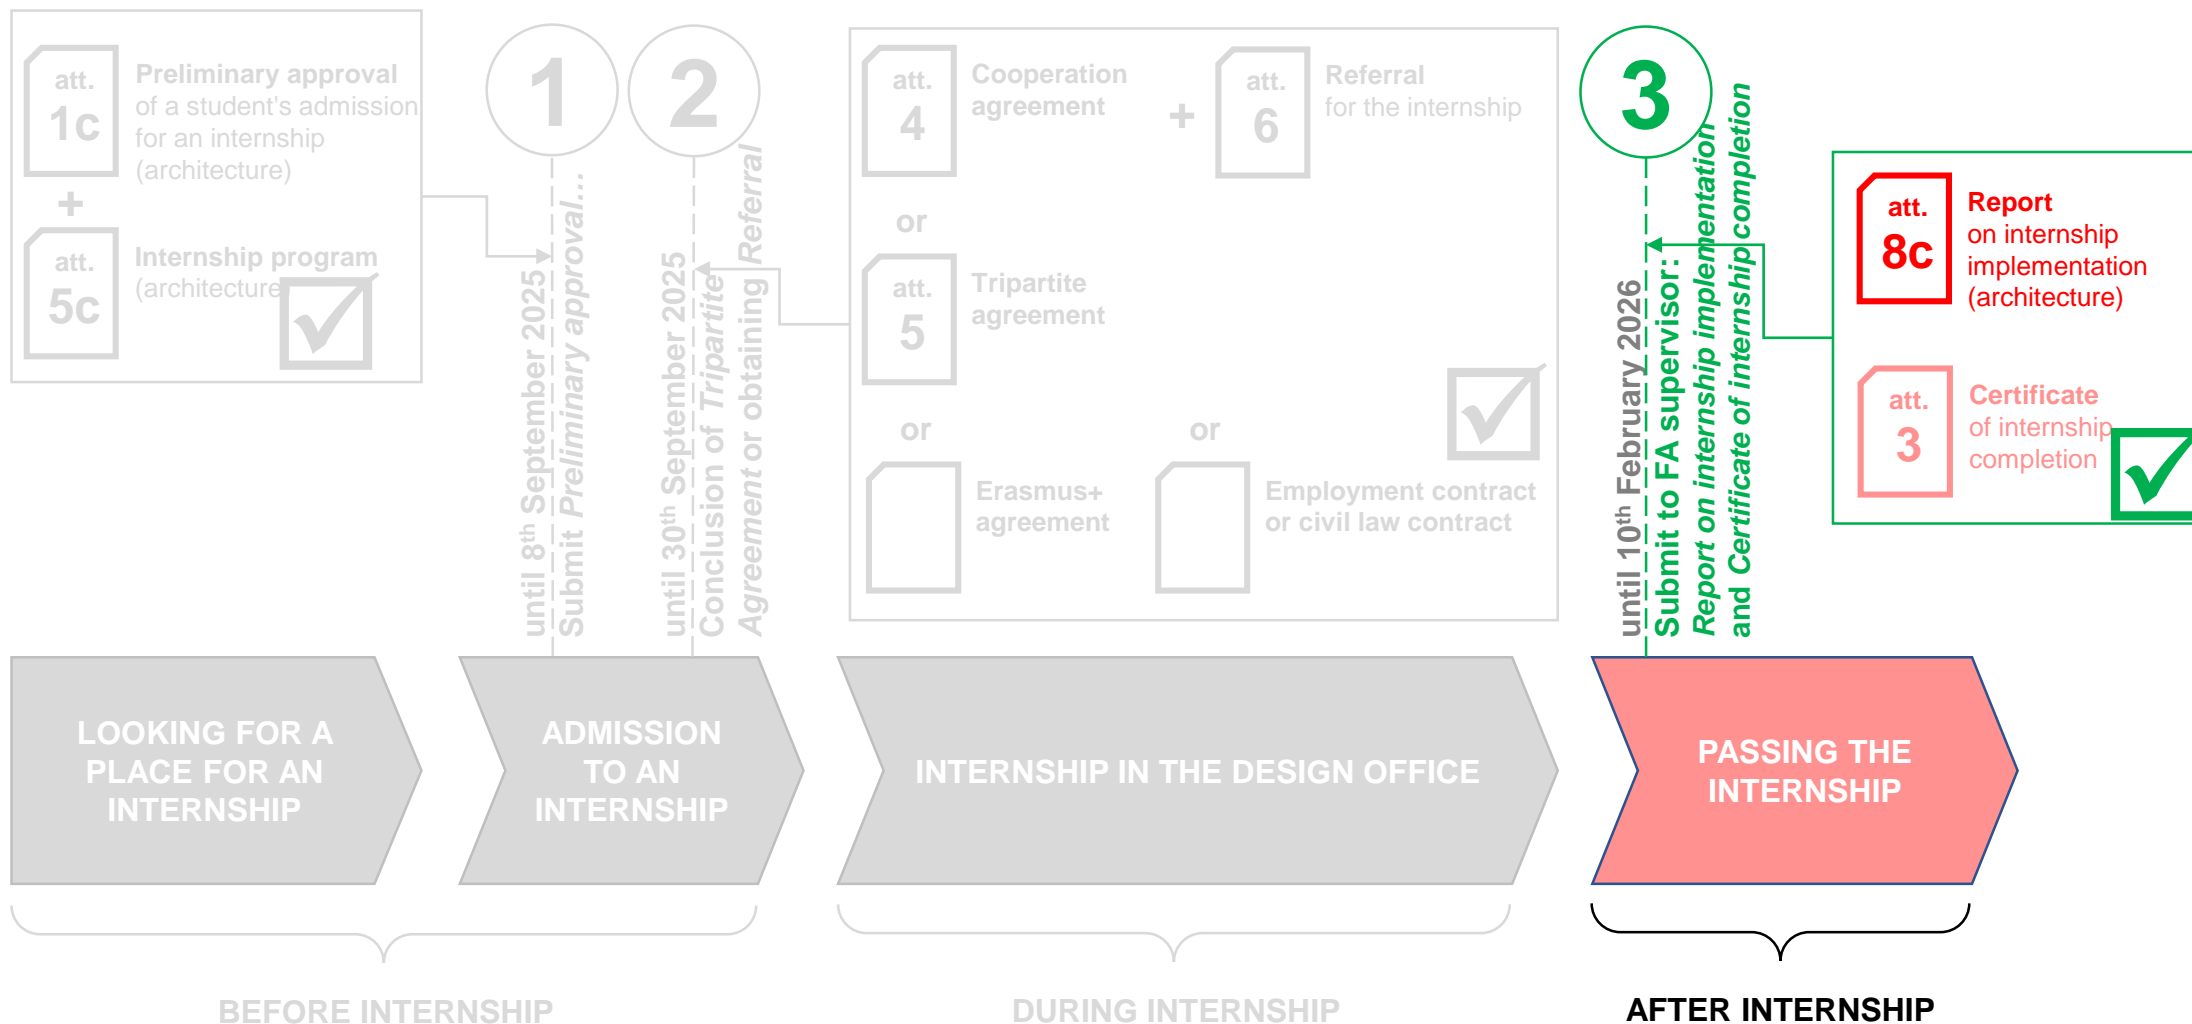 att.
1c
Preliminary approval
of a student's admission
for an internship
(architecture)
+
att.
5c
Internship program
(architecture
1
until 8th September 2025
Submit Preliminary approval...
2
until 30th September 2025
Conclusion of Tripartite
Agreement or obtaining Referral
att.
4
Cooperation
agreement
+
att.
6
Referral
for the internship
or
att.
5
Tripartite
agreement
or
Erasmus+
agreement
or
Employment contract
or civil law contract
3
until 10th February 2026
Submit to FA supervisor:
Report on internship implementation
and Certificate of internship completion
att.
8c
Report
on internship
implementation
(architecture)
att.
3
Certificate
of internship
completion
LOOKING FOR A
PLACE FOR AN
INTERNSHIP
ADMISSION
TO AN
INTERNSHIP
INTERNSHIP IN THE DESIGN OFFICE
PASSING THE
INTERNSHIP
BEFORE INTERNSHIP
DURING INTERNSHIP
AFTER INTERNSHIP